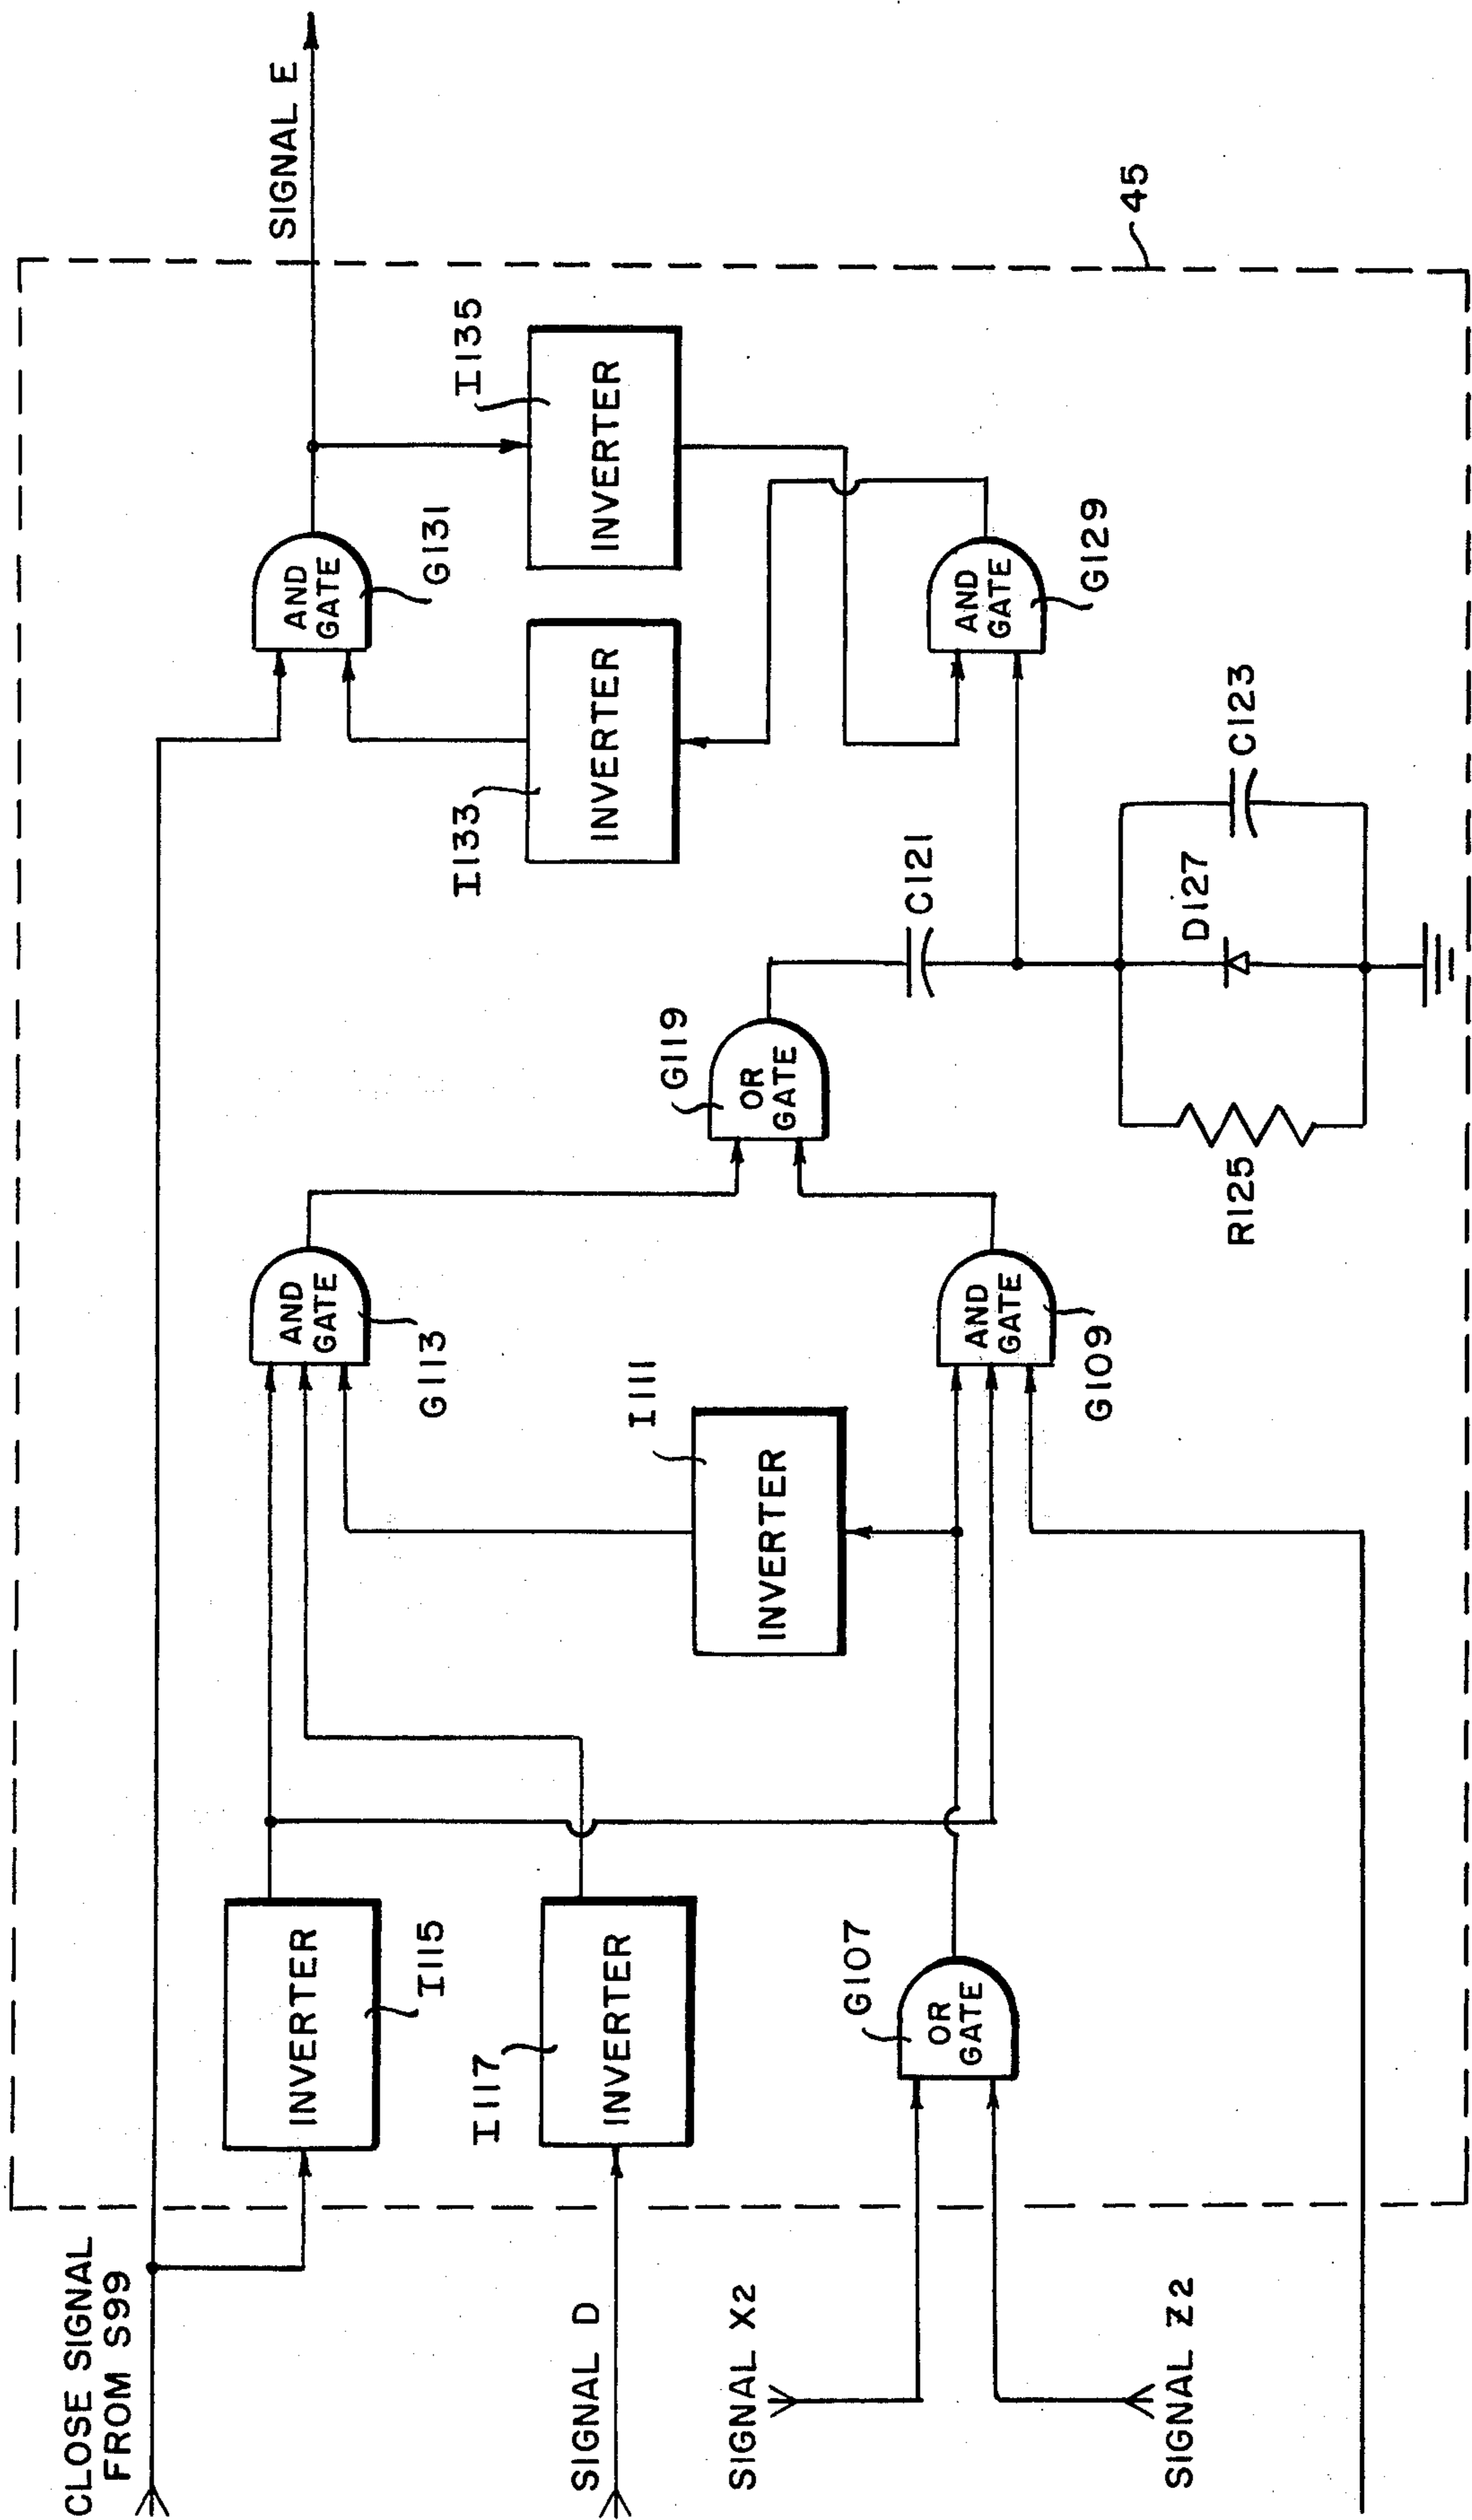 CLOSE SIGNAL
FROM S99
SIGNAL D
SIGNAL X2
SIGNAL Z2
INVERTER
I115
I117
INVERTER
G107
OR
GATE
INVERTER
I111
AND
GATE
G113
AND
GATE
G109
G119
OR
GATE
R125
D127
C121
C123
I133
INVERTER
AND
GATE
G131
I135
INVERTER
AND
GATE
G129
SIGNAL E
45